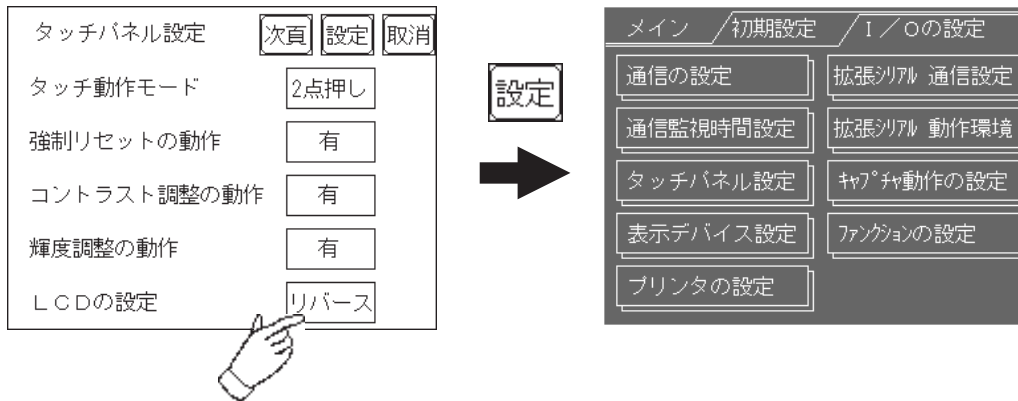 タッチパネル設定 次頁 設定 取消
タッチ動作モード 2点押し
強制リセットの動作 有
コントラスト調整の動作 有
輝度調整の動作 有
LCDの設定 リバース
設定
メイン /初期設定 /I/Oの設定
通信の設定 拡張シリアル 通信設定
通信監視時間設定 拡張シリアル 動作環境
タッチパネル設定 キャプチャ動作の設定
表示デバイス設定 ファンクションの設定
プリンタの設定